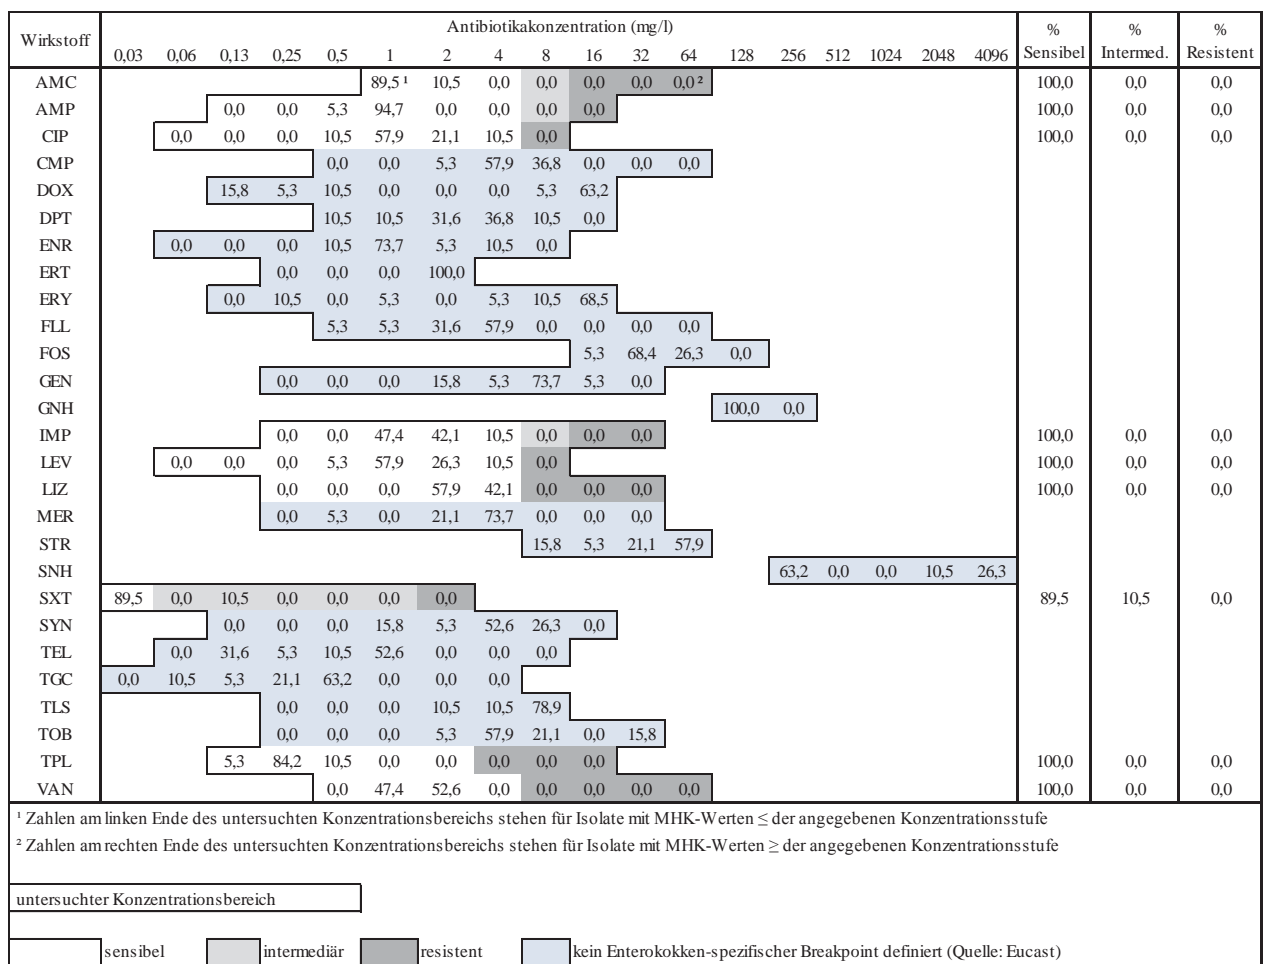 Wirkstoff Antibiotikakonzentration (mg/l) % Sensibel % Intermed. % Resistent
0,03 0,06 0,13 0,25 0,5 1 2 4 8 16 32 64 128 256 512 1024 2048 4096
AMC 89,5 ¹ 10,5 0,0 0,0 0,0 0,0 0,0 ² 100,0 0,0 0,0
AMP 0,0 0,0 5,3 94,7 0,0 0,0 0,0 0,0 100,0 0,0 0,0
CIP 0,0 0,0 0,0 10,5 57,9 21,1 10,5 0,0 100,0 0,0 0,0
CMP 0,0 0,0 5,3 57,9 36,8 0,0 0,0 0,0
DOX 15,8 5,3 10,5 0,0 0,0 0,0 5,3 63,2
DPT 10,5 10,5 31,6 36,8 10,5 0,0
ENR 0,0 0,0 0,0 10,5 73,7 5,3 10,5 0,0
ERT 0,0 0,0 0,0 100,0
ERY 0,0 10,5 0,0 5,3 0,0 5,3 10,5 68,5
FLL 5,3 5,3 31,6 57,9 0,0 0,0 0,0 0,0
FOS 5,3 68,4 26,3 0,0
GEN 0,0 0,0 0,0 15,8 5,3 73,7 5,3 0,0
GNH 100,0 0,0
IMP 0,0 0,0 47,4 42,1 10,5 0,0 0,0 0,0 100,0 0,0 0,0
LEV 0,0 0,0 0,0 5,3 57,9 26,3 10,5 0,0 100,0 0,0 0,0
LIZ 0,0 0,0 0,0 57,9 42,1 0,0 0,0 0,0 100,0 0,0 0,0
MER 0,0 5,3 0,0 21,1 73,7 0,0 0,0 0,0
STR 15,8 5,3 21,1 57,9
SNH 63,2 0,0 0,0 10,5 26,3
SXT 89,5 0,0 10,5 0,0 0,0 0,0 0,0 89,5 10,5 0,0
SYN 0,0 0,0 0,0 15,8 5,3 52,6 26,3 0,0
TEL 0,0 31,6 5,3 10,5 52,6 0,0 0,0 0,0
TGC 0,0 10,5 5,3 21,1 63,2 0,0 0,0 0,0
TLS 0,0 0,0 0,0 10,5 10,5 78,9
TOB 0,0 0,0 0,0 5,3 57,9 21,1 0,0 15,8
TPL 5,3 84,2 10,5 0,0 0,0 0,0 0,0 0,0 100,0 0,0 0,0
VAN 0,0 47,4 52,6 0,0 0,0 0,0 0,0 0,0 100,0 0,0 0,0
¹ Zahlen am linken Ende des untersuchten Konzentrationsbereichs stehen für Isolate mit MHK-Werten ≤ der angegebenen Konzentrationsstufe
² Zahlen am rechten Ende des untersuchten Konzentrationsbereichs stehen für Isolate mit MHK-Werten ≥ der angegebenen Konzentrationsstufe
untersuchter Konzentrationsbereich
sensibel intermediär resistent kein Enterokokken-spezifischer Breakpoint definiert (Quelle: Eucast)